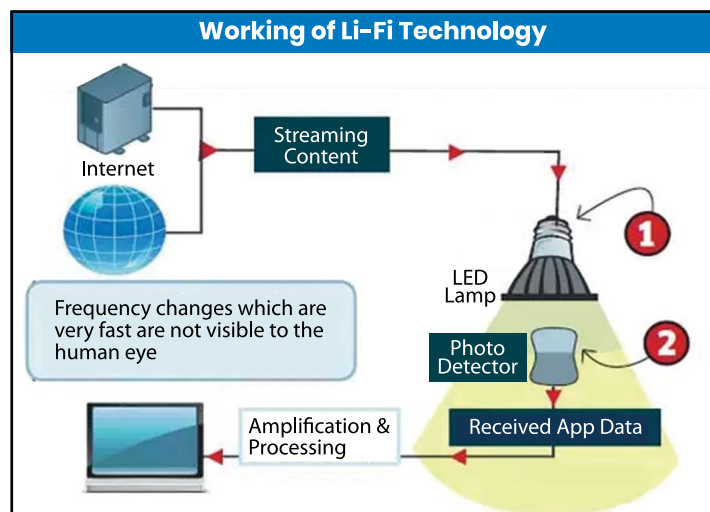 Working of Li-Fi Technology
Internet
Streaming
Content
1
LED
Lamp
Frequency changes which are
very fast are not visible to the
human eye
Photo
Detector
2
Amplification &
Processing
Received App Data